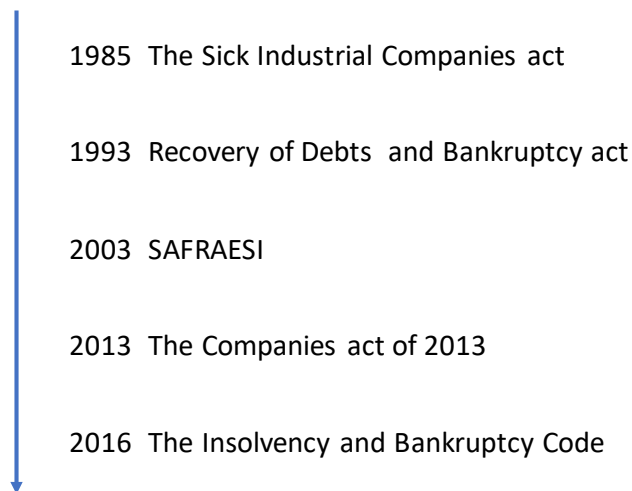 1985 The Sick Industrial Companies act
1993 Recovery of Debts and Bankruptcy act
2003 SAFRAESI
2013 The Companies act of 2013
2016 The Insolvency and Bankruptcy Code